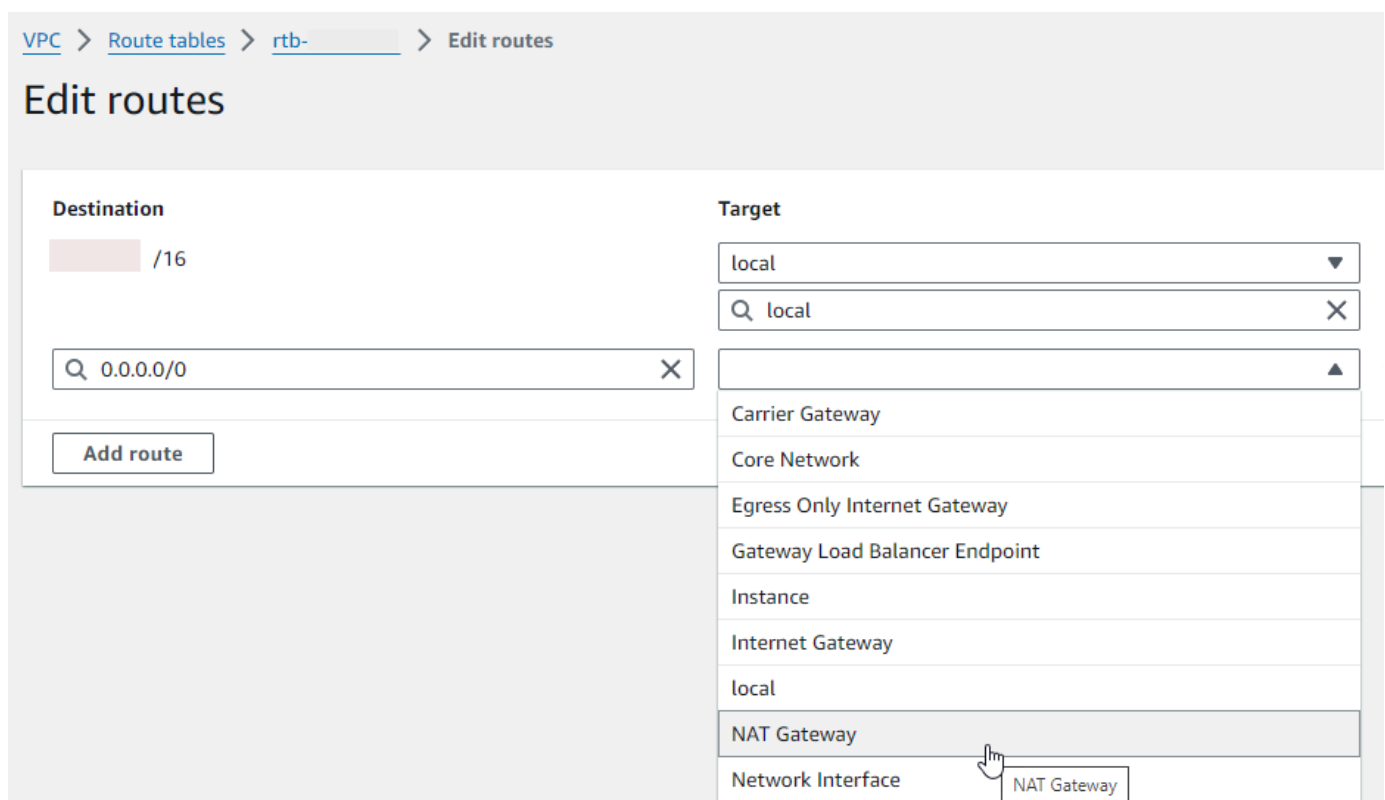 VPC > Route tables > rtb- > Edit routes
Edit routes
Destination
Target
/16
local
local
0.0.0.0/0
Add route
Carrier Gateway
Core Network
Egress Only Internet Gateway
Gateway Load Balancer Endpoint
Instance
Internet Gateway
local
NAT Gateway
Network Interface
NAT Gateway